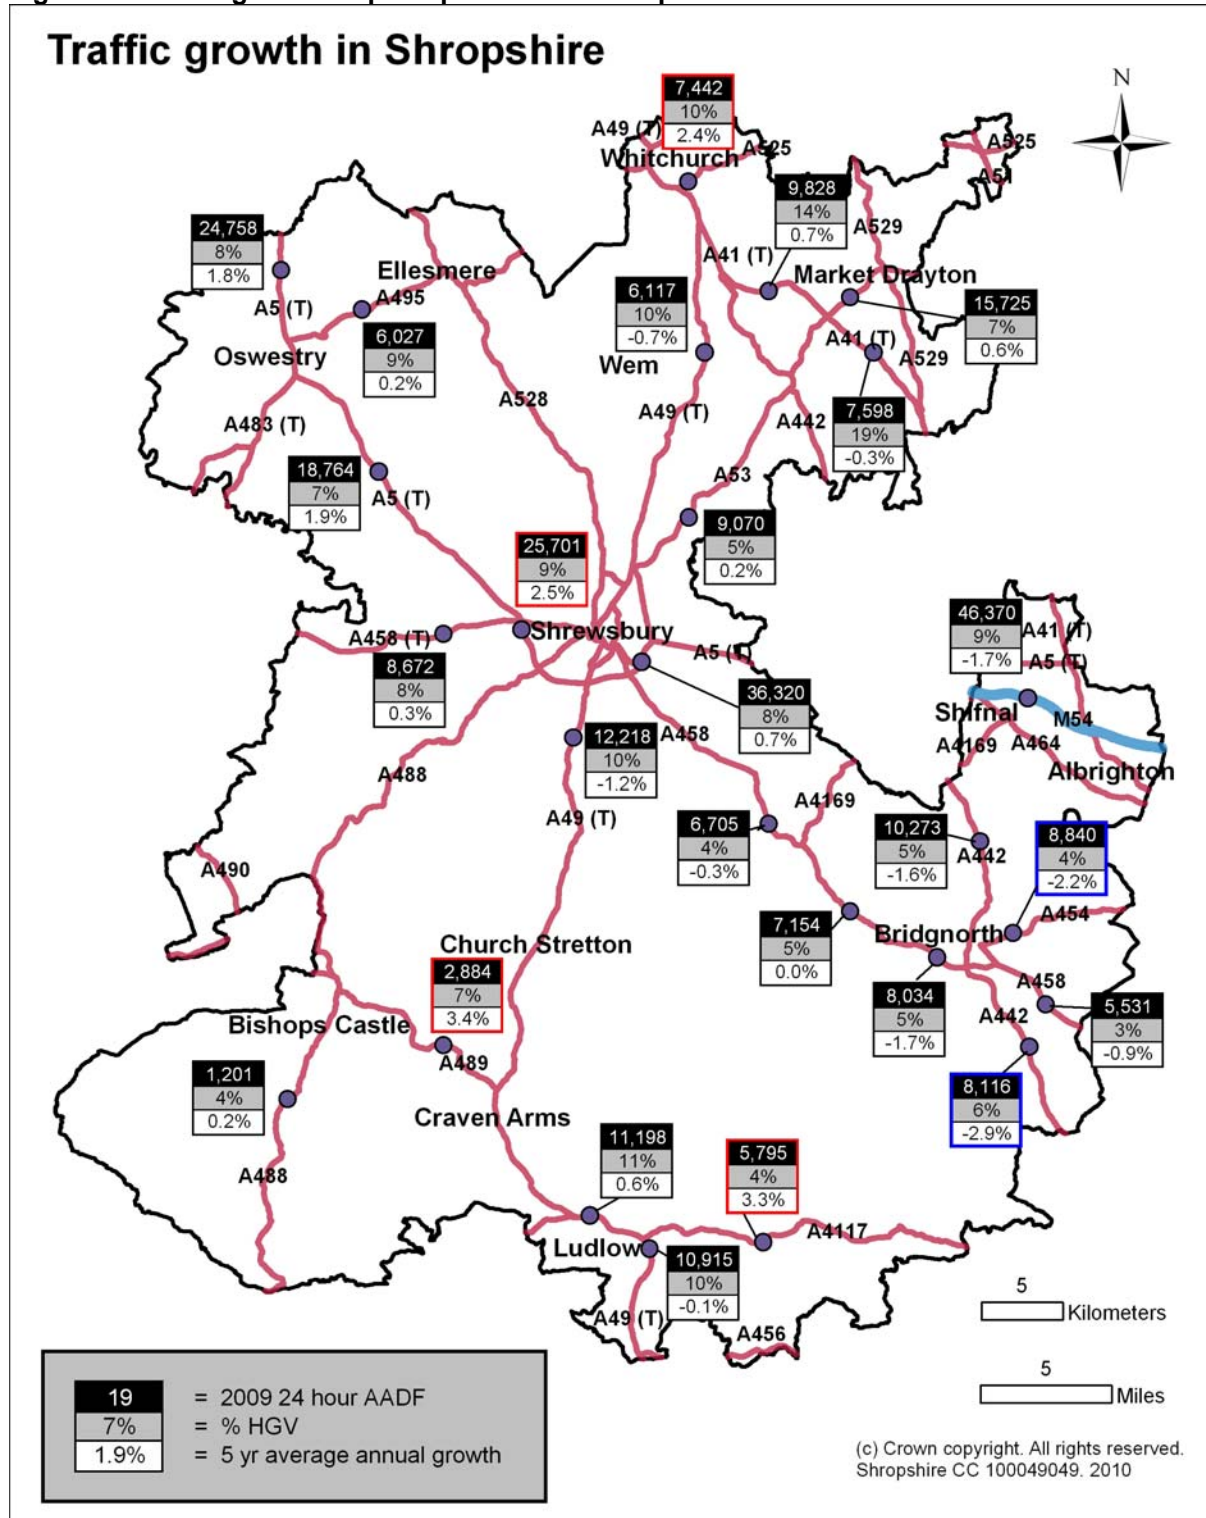 Traffic growth in Shropshire
N
7,442
10%
2.4%
A49 (T)
Whitchurch
A525
A525
A51
9,828
14%
0.7%
A529
24,758
8%
1.8%
A41 (T)
Ellesmere
Market Drayton
A5 (T)
A495
6,117
10%
-0.7%
15,725
7%
0.6%
6,027
9%
0.2%
Oswestry
Wem
A41 (T)
A529
A528
A49 (T)
A442
7,598
19%
-0.3%
A483 (T)
18,764
7%
1.9%
A5 (T)
A53
9,070
5%
0.2%
25,701
9%
2.5%
46,370
9%
-1.7%
A41 (T)
A458 (T)
Shrewsbury
A5 (T)
A5 (T)
8,672
8%
0.3%
36,320
8%
0.7%
Shifnal
M54
12,218
10%
-1.2%
A458
A4169
A464
A488
Albrighton
A4169
A49 (T)
6,705
4%
-0.3%
10,273
5%
-1.6%
A442
8,840
4%
-2.2%
A490
7,154
5%
0.0%
A454
Church Stretton
Bridgnorth
2,884
7%
3.4%
8,034
5%
-1.7%
A458
5,531
3%
-0.9%
Bishops Castle
A442
A489
1,201
4%
0.2%
8,116
6%
-2.9%
Craven Arms
11,198
11%
0.6%
5,795
4%
3.3%
A488
A4117
Ludlow
10,915
10%
-0.1%
A49 (T)
A456
5
Kilometers
5
Miles
19 = 2009 24 hour AADF
7% = % HGV
1.9% = 5 yr average annual growth
(c) Crown copyright. All rights reserved.
Shropshire CC 100049049. 2010